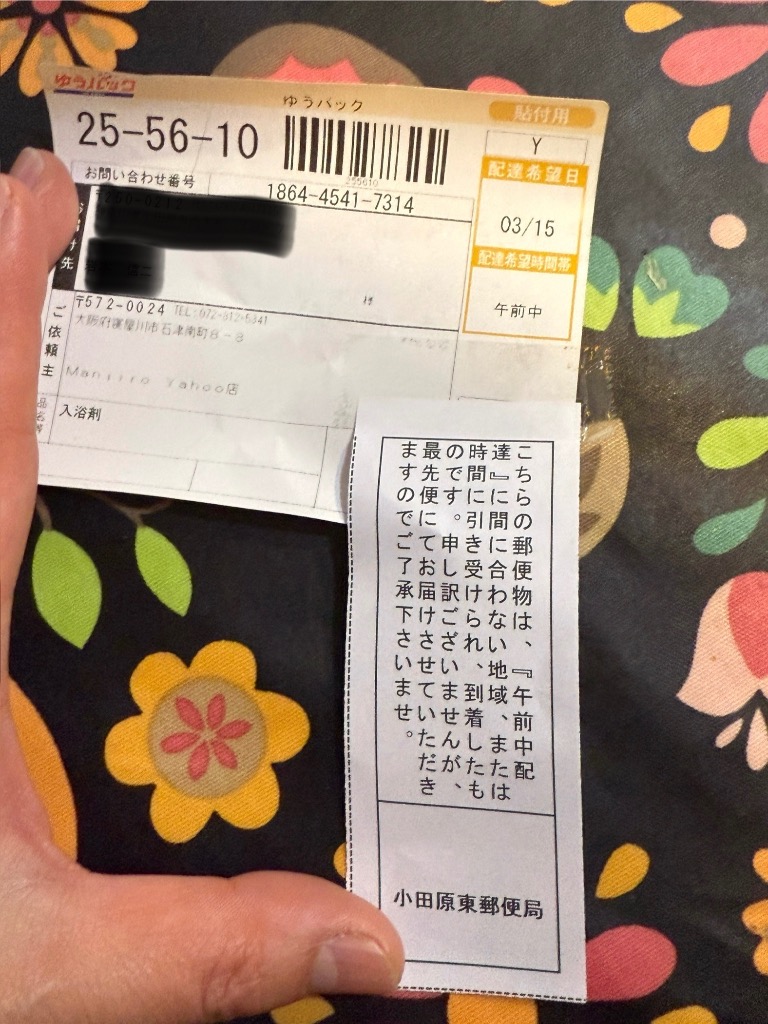 ゆうパック
ゆうパック
貼付用
25-56-10
255610
Y
お問い合わせ番号
1864-4541-7314
配達希望日
03/15
配達希望時間帯
午前中
お届け先
様
ご依頼主
〒572-0024
大阪府寝屋川市石津南町8-8
Yahoo店
品名
入浴剤
こちらの郵便物は、『午前中配
達』に間に合わない地域、または
時間に引き受けられ、到着したも
のです。申し訳ございませんが、
最先便にてお届けさせていただき
ますのでご了承下さいませ。
小田原東郵便局